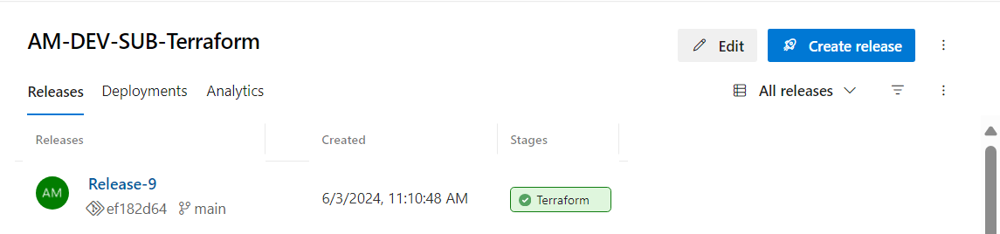 AM-DEV-SUB-Terraform
Edit
Create release
Releases
Deployments
Analytics
All releases
Releases
Created
Stages
AM
Release-9
ef182d64
main
6/3/2024, 11:10:48 AM
Terraform